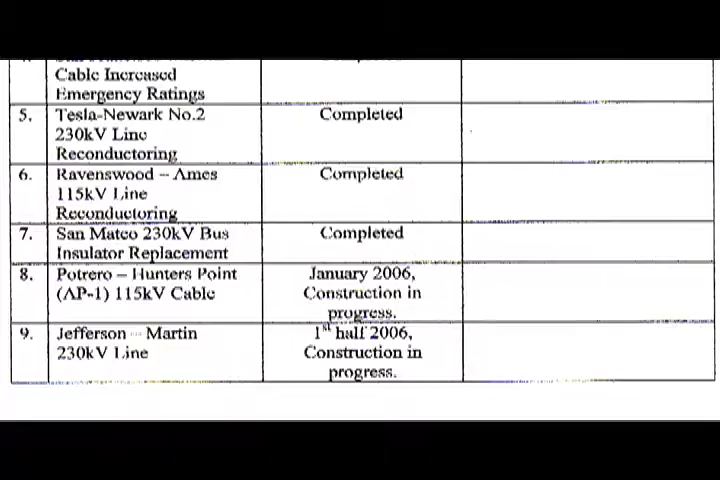 Cable Increased
Emergency Ratings
5. Tesla-Newark No.2 Completed
230kV Line
Reconductoring
6. Ravenswood – Ames Completed
115kV Line
Reconductoring
7. San Mateo 230kV Bus Completed
Insulator Replacement
8. Potrero – Hunters Point January 2006,
(AP-1) 115kV Cable Construction in
progress.
9. Jefferson – Martin 1st half 2006,
230kV Line Construction in
progress.